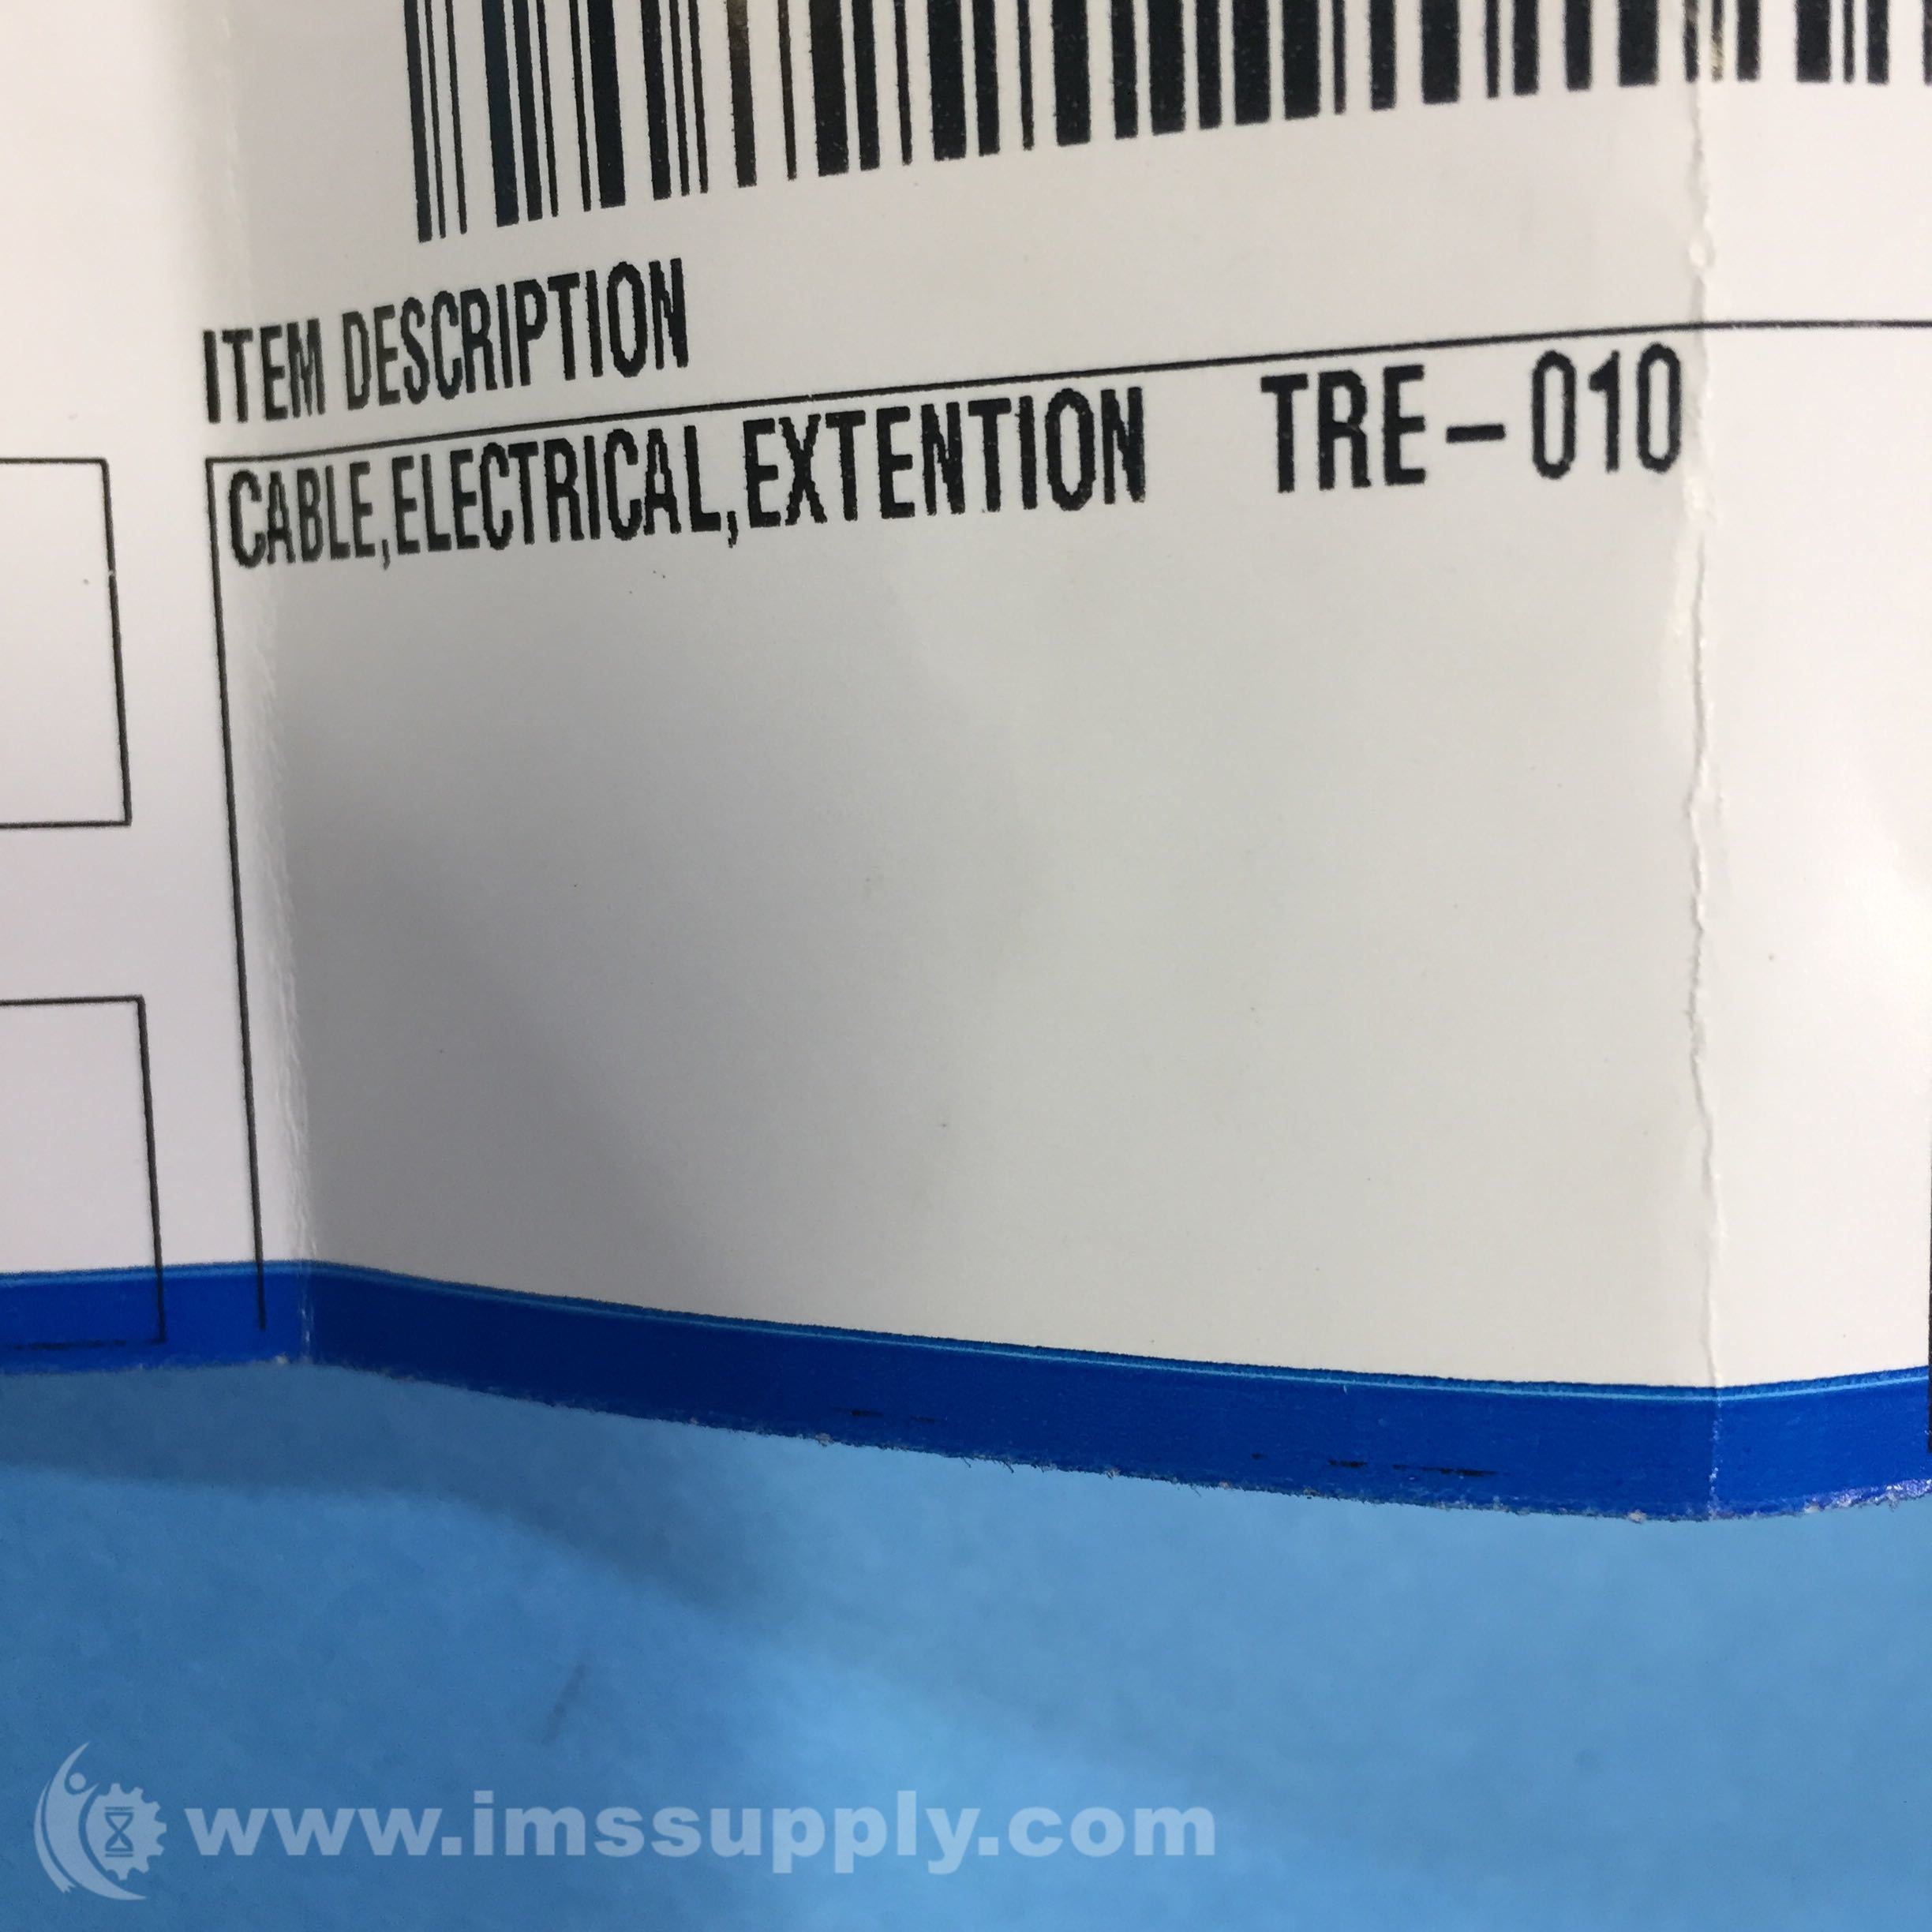 ITEM DESCRIPTION
CABLE,ELECTRICAL,EXTENTION TRE-010
www.imssupply.com